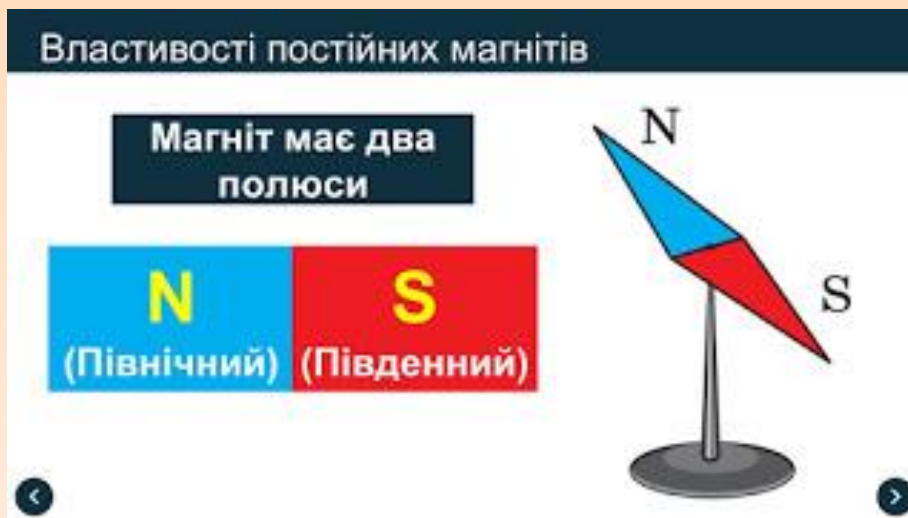 Властивості постійних магнітів
Магніт має два
полюси
N
S
(Північний)
(Південний)
N
S